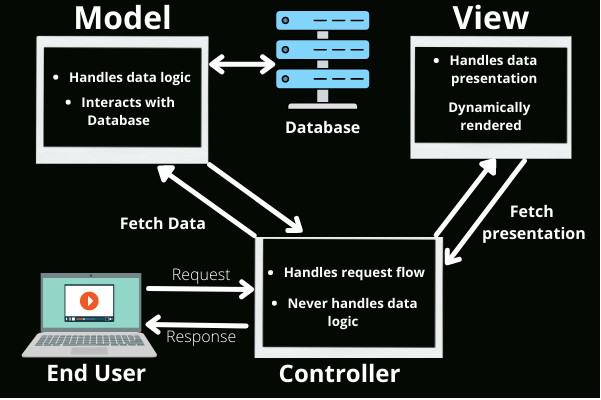 Model
View
• Handles data logic
• Interacts with
Database
Database
• Handles data
presentation
Dynamically
rendered
Fetch Data
Fetch
presentation
Request
Response
• Handles request flow
• Never handles data
logic
End User
Controller